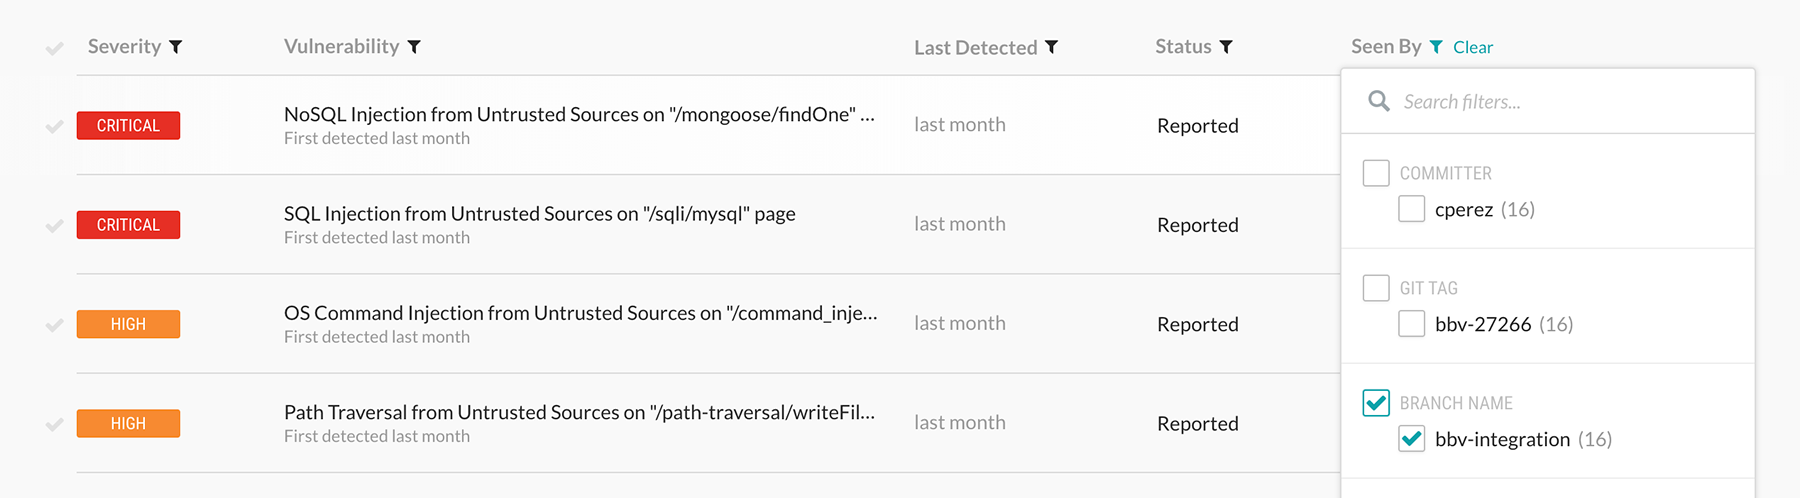 Severity Vulnerability Last Detected Status Seen By Clear
CRITICAL
NoSQL Injection from Untrusted Sources on "/mongoose/findOne" ...
First detected last month
last month
Reported
CRITICAL
SQL Injection from Untrusted Sources on "/sqli/mysql" page
First detected last month
last month
Reported
HIGH
OS Command Injection from Untrusted Sources on "/command_inje...
First detected last month
last month
Reported
HIGH
Path Traversal from Untrusted Sources on "/path-traversal/writeFil...
First detected last month
last month
Reported
Search filters...
COMMITTER
cperez (16)
GIT TAG
bbv-27266 (16)
BRANCH NAME
bbv-integration (16)